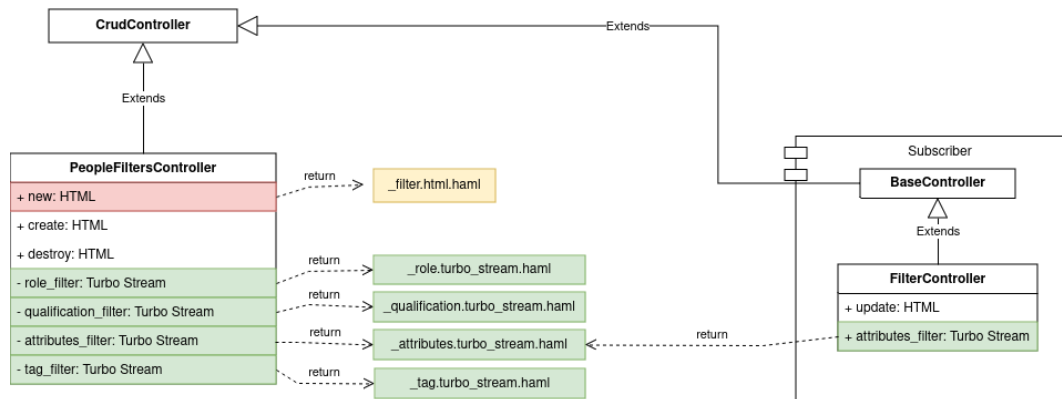 CrudController
Extends
Extends
PeopleFiltersController
+ new: HTML
+ create: HTML
+ destroy: HTML
- role_filter: Turbo Stream
- qualification_filter: Turbo Stream
- attributes_filter: Turbo Stream
- tag_filter: Turbo Stream
return
_filter.html.haml
return
_role.turbo_stream.haml
return
_qualification.turbo_stream.haml
return
_attributes.turbo_stream.haml
return
_tag.turbo_stream.haml
return
Subscriber
BaseController
Extends
FilterController
+ update: HTML
+ attributes_filter: Turbo Stream